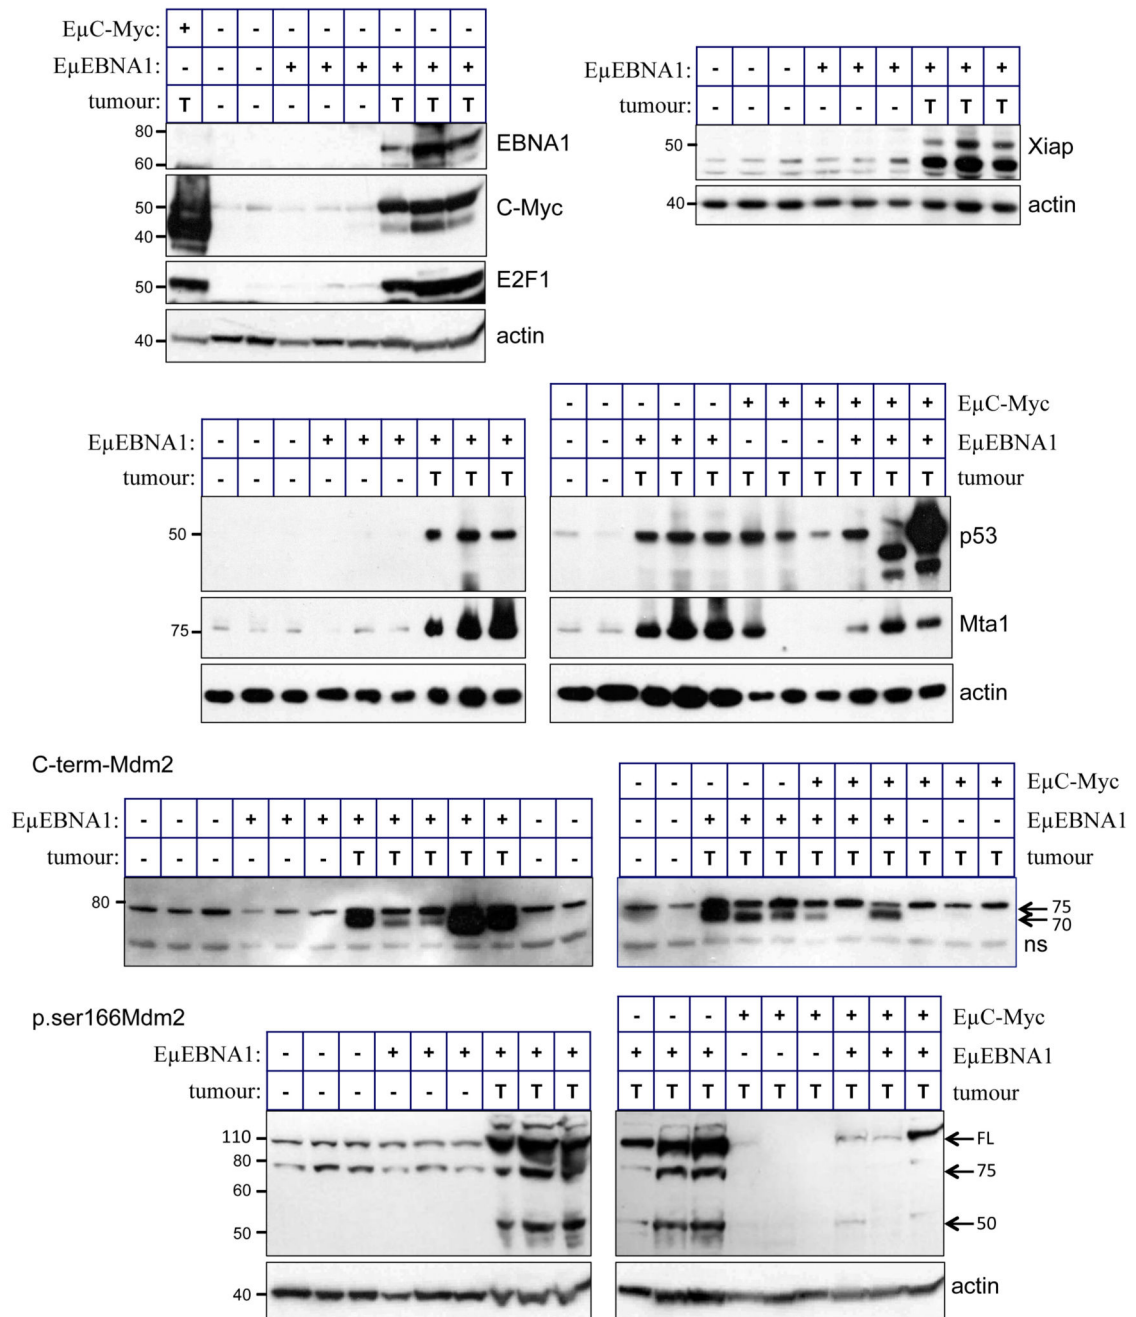 EµC-Myc: + - - - - - - - -
EµEBNA1: - - - + + + + + +
tumour: T - - - - - T T T
80
60
EBNA1
50
40
C-Myc
50
E2F1
40
actin
EµEBNA1: - - - + + + + + +
tumour: - - - - - - T T T
50
Xiap
40
actin
EµEBNA1: - - - + + + + + +
tumour: - - - - - - T T T
50
75
- - - - - + + + + + + EµC-Myc
- - + + + - - - + + + EµEBNA1
- - T T T T T T T T T tumour
p53
Mta1
actin
C-term-Mdm2
EµEBNA1: - - - + + + + + + + + - -
tumour: - - - - - - T T T T T - -
80
- - - - - + + + + + + EµC-Myc
- - + + + + + + - - - EµEBNA1
- - T T T T T T T T T tumour
75
70
ns
p.ser166Mdm2
EµEBNA1: - - - + + + + + +
tumour: - - - - - - T T T
110
80
60
50
40
- - - + + + + + + EµC-Myc
+ + + - - - + + + EµEBNA1
T T T T T T T T T tumour
FL
75
50
actin